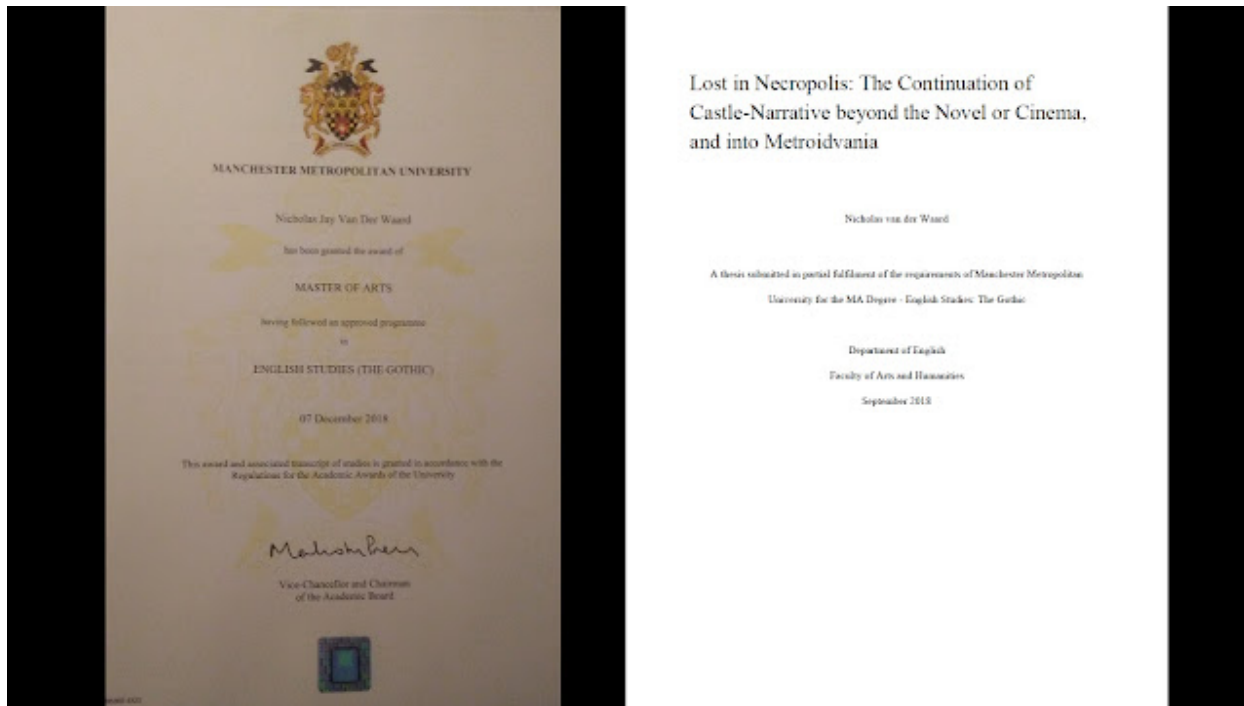 MANCHESTER METROPOLITAN UNIVERSITY
Nicholas Jay Van Der Waard
has been granted the award of
MASTER OF ARTS
having followed an approved programme
in
ENGLISH STUDIES (THE GOTHIC)
07 December 2018
This award and associated transcript of studies is granted in accordance with the
Regulations for the Academic Awards of the University
Vice-Chancellor and Chairman
of the Academic Board
Lost in Necropolis: The Continuation of
Castle-Narrative beyond the Novel or Cinema,
and into Metroidvania
Nicholas van der Waard
A thesis submitted in partial fulfilment of the requirements of Manchester Metropolitan
University for the MA Degree - English Studies: The Gothic
Department of English
Faculty of Arts and Humanities
September 2018